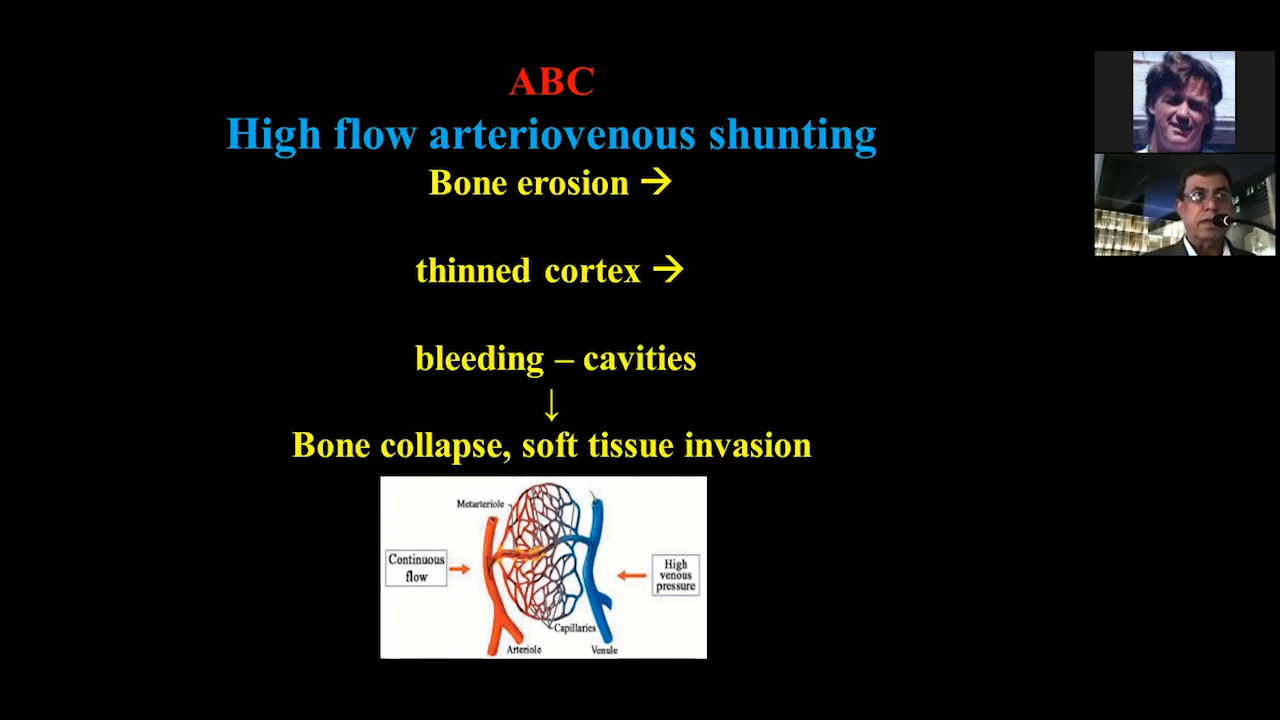 ABC
High flow arteriovenous shunting
Bone erosion →
thinned cortex →
bleeding – cavities
↓
Bone collapse, soft tissue invasion
Metarteriole
Continuous
flow
High
venous
pressure
Capillaries
Arteriole
Venule